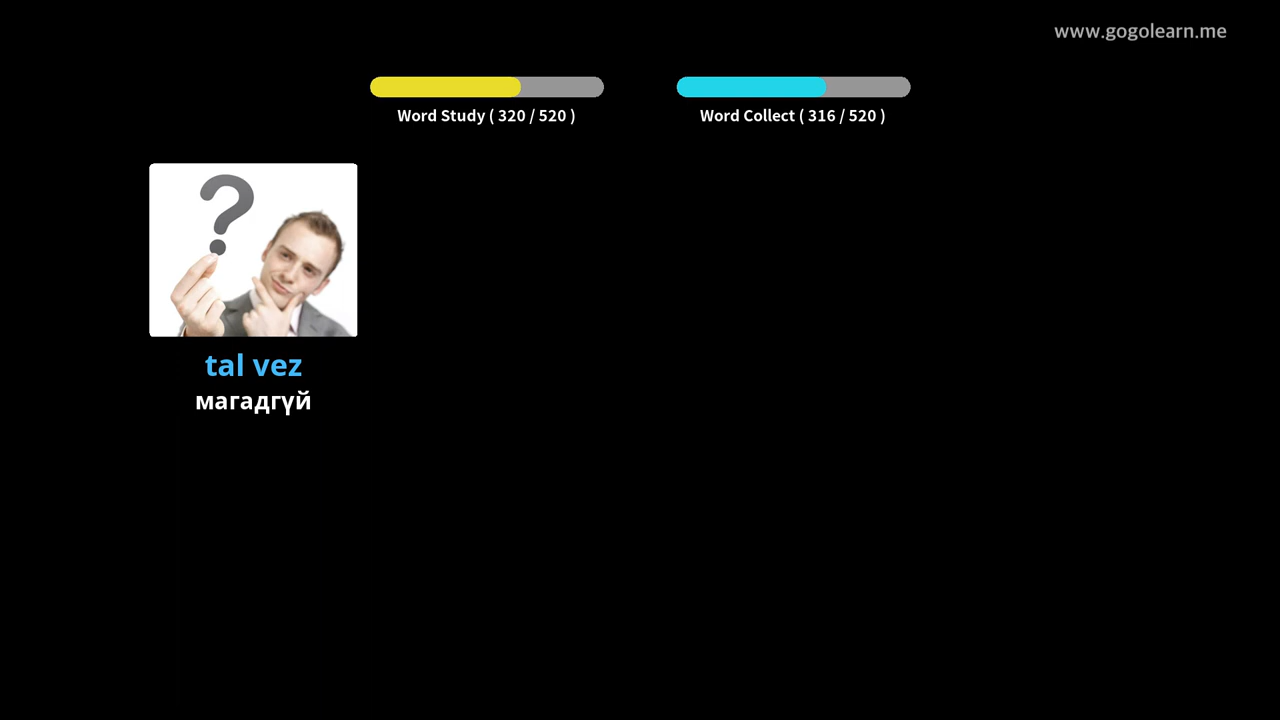 www.gogolearn.me
Word Study ( 320 / 520 )
Word Collect ( 316 / 520 )
?
tal vez
магадгүй